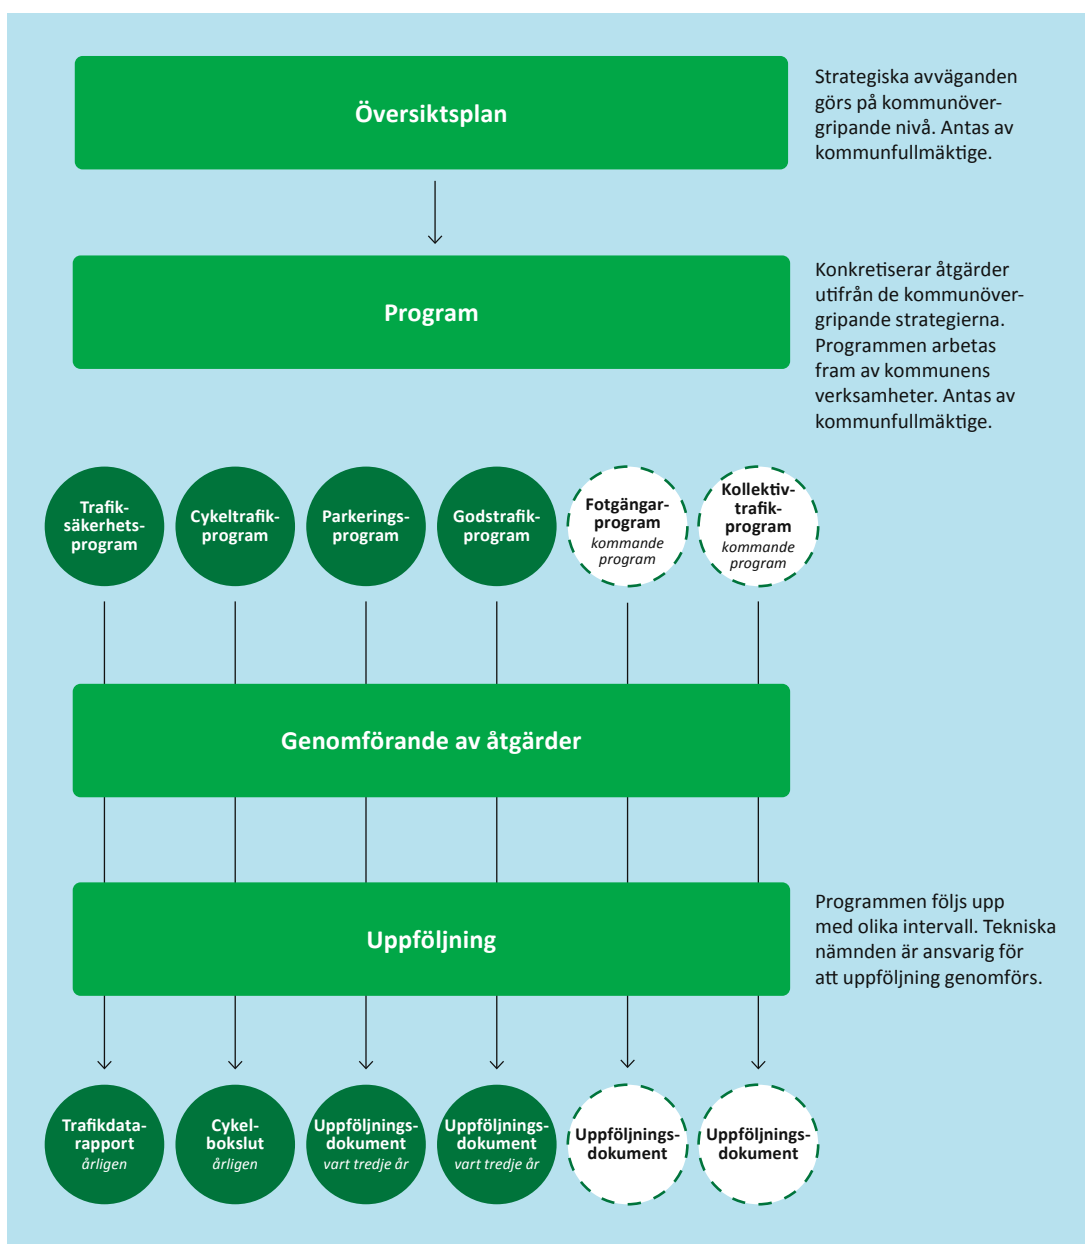 Översiktsplan
Strategiska avväganden
görs på kommunöver-
gripande nivå. Antas av
kommunfullmäktige.
Program
Konkretiserar åtgärder
utifrån de kommunöver-
gripande strategierna.
Programmen arbetas
fram av kommunens
verksamheter. Antas av
kommunfullmäktige.
Trafik-
säkerhets-
program
Cykeltrafik-
program
Parkerings-
program
Godstrafik-
program
Fotgängar-
program
kommande
program
Kollektiv-
trafik-
program
kommande
program
Genomförande av åtgärder
Uppföljning
Programmen följs upp
med olika intervall. Tekniska
nämnden är ansvarig för
att uppföljning genomförs.
Trafikdata-
rapport
årligen
Cykel-
bokslut
årligen
Uppföljnings-
dokument
vart tredje år
Uppföljnings-
dokument
vart tredje år
Uppföljnings-
dokument
Uppföljnings-
dokument